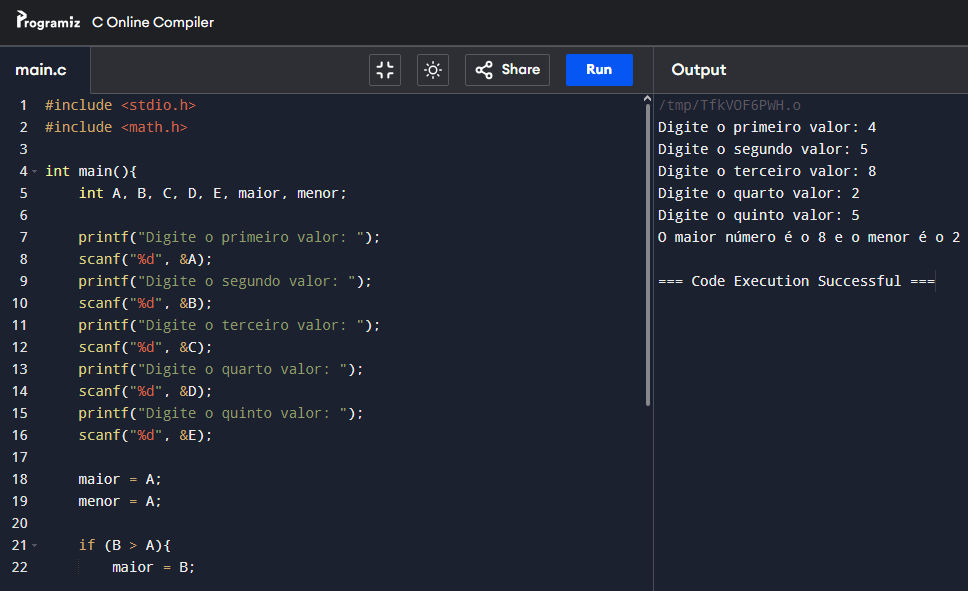 Programiz C Online Compiler
main.c
Share
Run
Output
1 #include <stdio.h>
2 #include <math.h>
3
4 int main(){
5 int A, B, C, D, E, maior, menor;
6
7 printf("Digite o primeiro valor: ");
8 scanf("%d", &A);
9 printf("Digite o segundo valor: ");
10 scanf("%d", &B);
11 printf("Digite o terceiro valor: ");
12 scanf("%d", &C);
13 printf("Digite o quarto valor: ");
14 scanf("%d", &D);
15 printf("Digite o quinto valor: ");
16 scanf("%d", &E);
17
18 maior = A;
19 menor = A;
20
21 if (B > A){
22 maior = B;
/tmp/TfkVOF6PWH.o
Digite o primeiro valor: 4
Digite o segundo valor: 5
Digite o terceiro valor: 8
Digite o quarto valor: 2
Digite o quinto valor: 5
O maior número é o 8 e o menor é o 2
=== Code Execution Successful ===